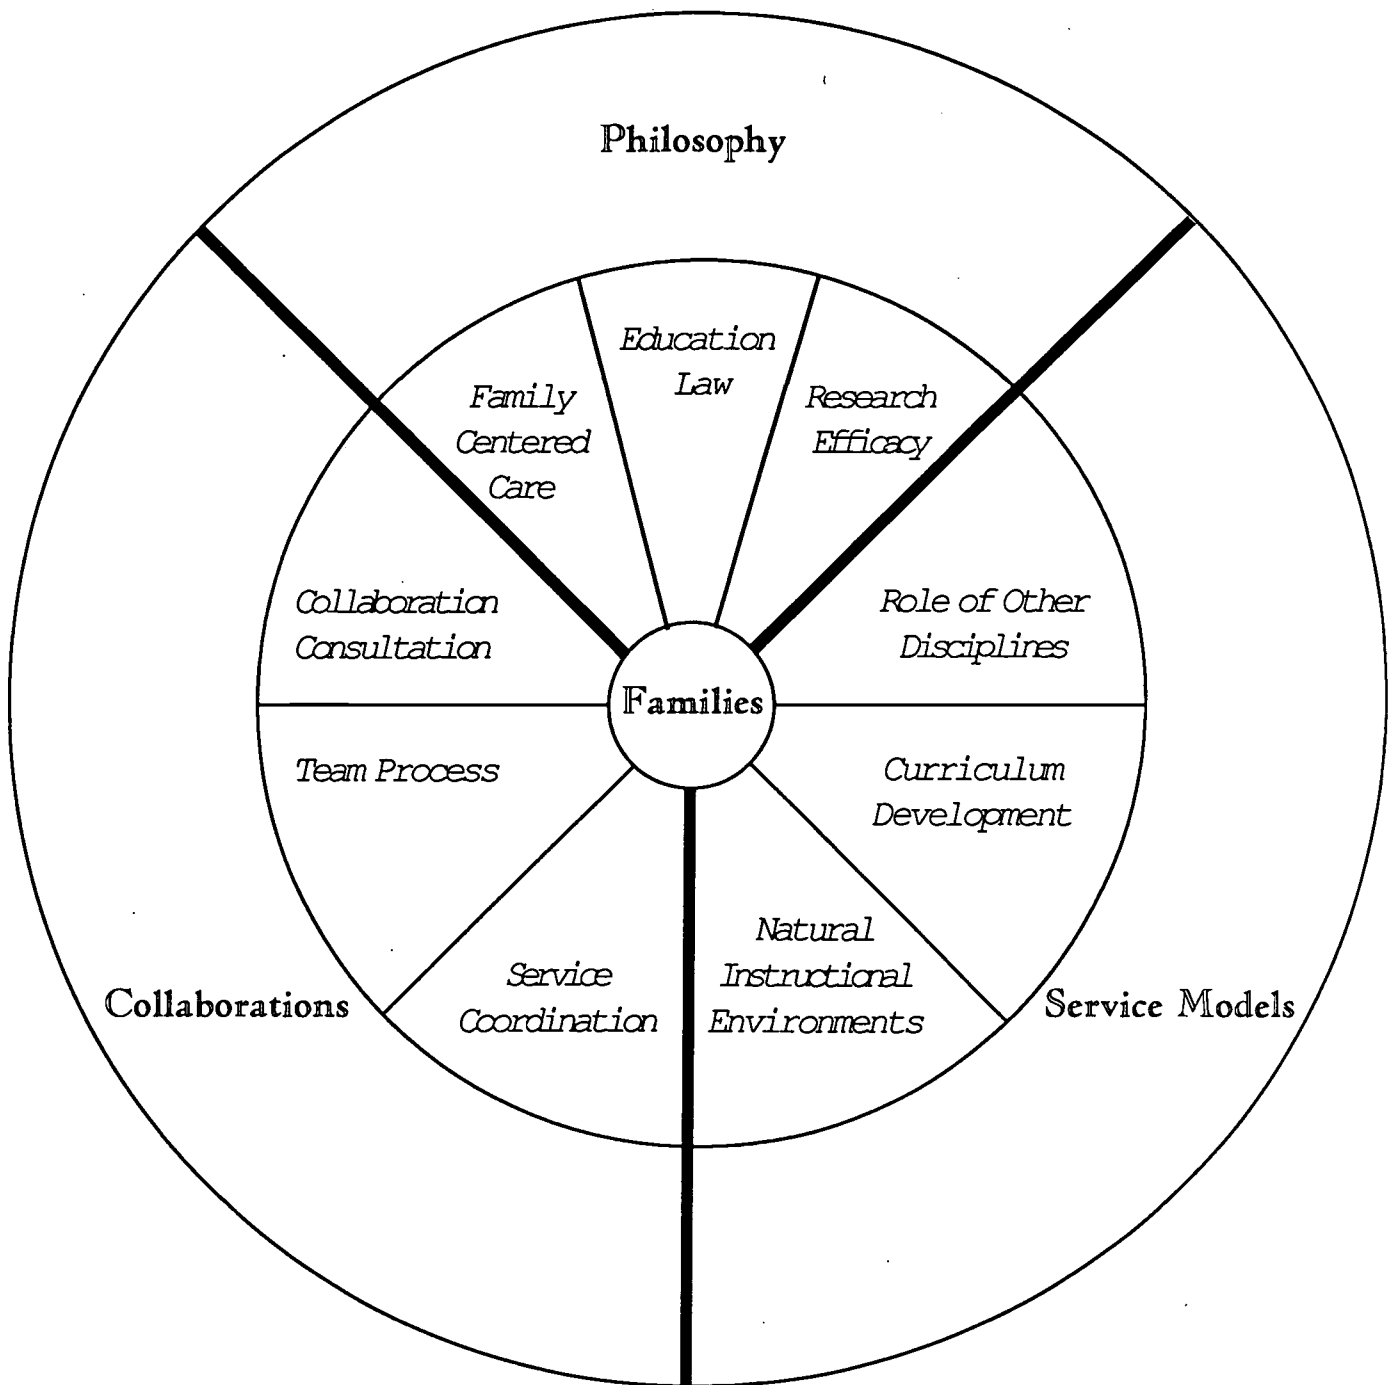 Philosophy
Education
Law
Family
Centered
Care
Research
Efficacy
Collaboration
Consultation
Role of Other
Disciplines
Families
Team Process
Curriculum
Development
Natural
Instructional
Environments
Service
Coordination
Collaborations
Service Models